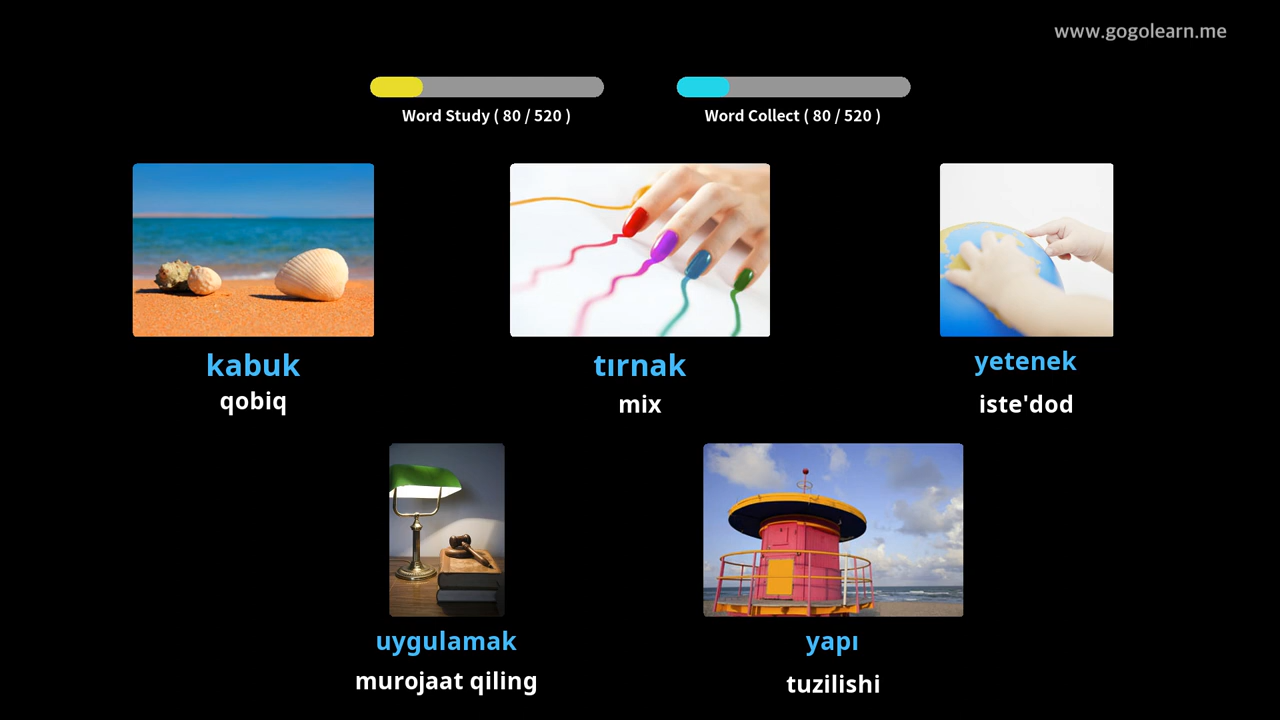 www.gogolearn.me
Word Study ( 80 / 520 )
Word Collect ( 80 / 520 )
kabuk
qobiq
tırnak
mix
yetenek
iste'dod
uygulamak
murojaat qiling
yapı
tuzilishi